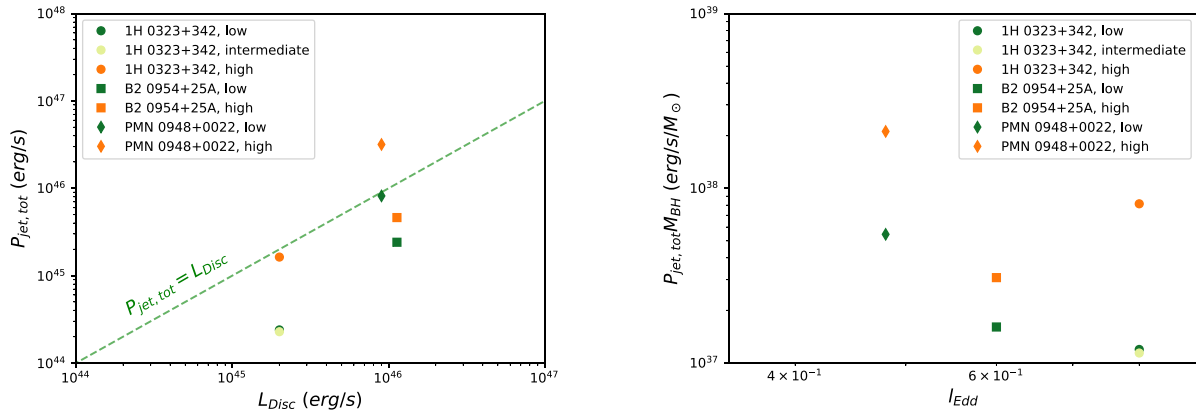 10^48
10^47
10^46
10^45
10^44
P_jet,tot (erg/s)
1H 0323+342, low
1H 0323+342, intermediate
1H 0323+342, high
B2 0954+25A, low
B2 0954+25A, high
PMN 0948+0022, low
PMN 0948+0022, high
P_jet,tot = L_Disc
10^44
10^45
10^46
10^47
L_Disc (erg/s)
10^39
10^38
10^37
P_jet,tot M_BH (erg/s/M_⊙)
1H 0323+342, low
1H 0323+342, intermediate
1H 0323+342, high
B2 0954+25A, low
B2 0954+25A, high
PMN 0948+0022, low
PMN 0948+0022, high
4 × 10^−1
6 × 10^−1
l_Edd